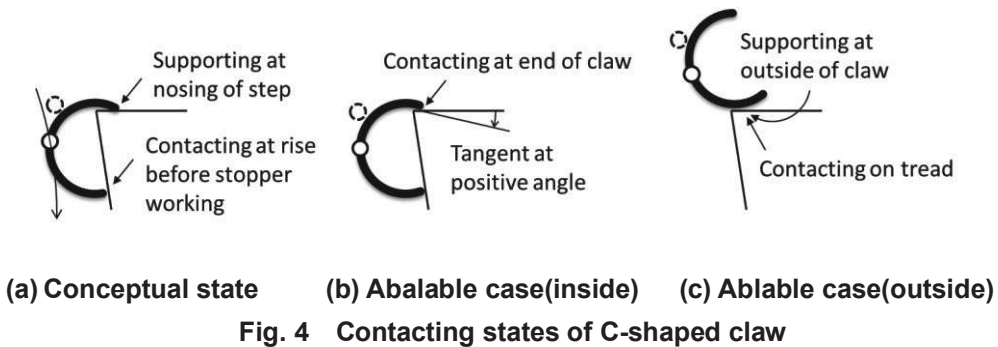 Supporting at
nosing of step
Contacting at rise
before stopper
working
Contacting at end of claw
Tangent at
positive angle
Supporting at
outside of claw
Contacting on tread
(a) Conceptual state (b) Abalable case(inside) (c) Ablable case(outside)
Fig. 4 Contacting states of C-shaped claw